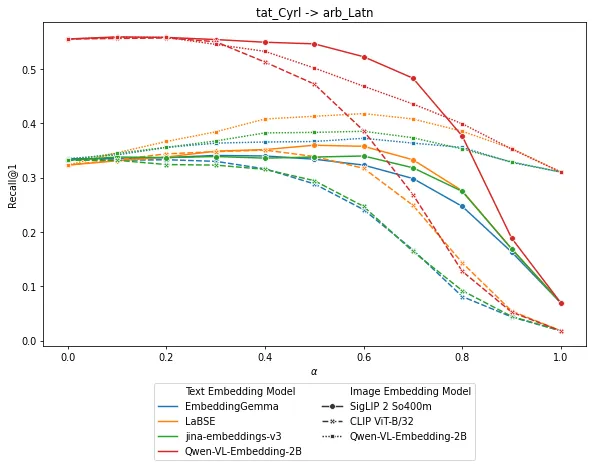 tat_Cyrl -> arb_Latn
Recall@1
0.5
0.4
0.3
0.2
0.1
0.0
0.0 0.2 0.4 0.6 0.8 1.0
α
Text Embedding Model Image Embedding Model
EmbeddingGemma SigLIP 2 So400m
LaBSE CLIP ViT-B/32
jina-embeddings-v3 Qwen-VL-Embedding-2B
Qwen-VL-Embedding-2B